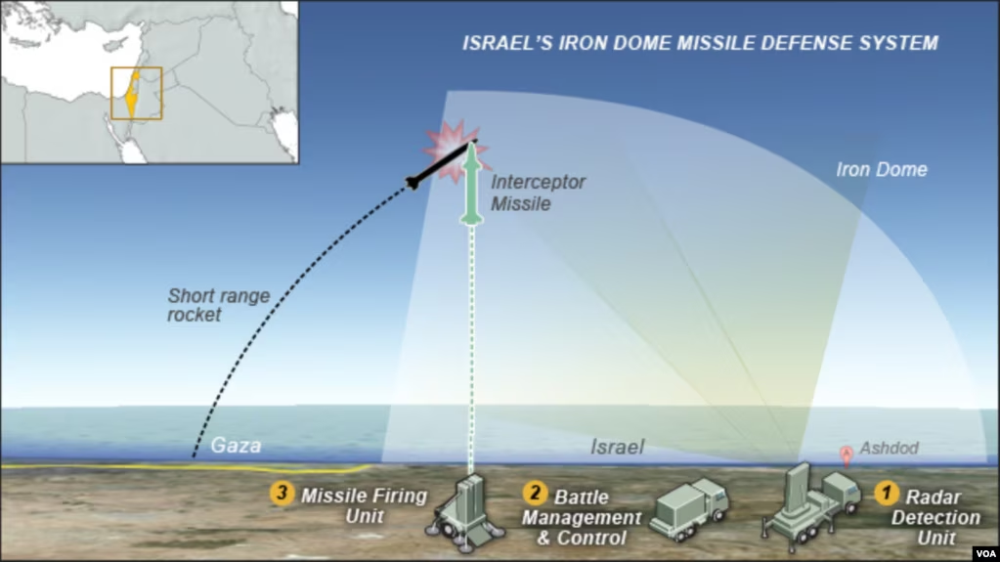 ISRAEL'S IRON DOME MISSILE DEFENSE SYSTEM
Iron Dome
Interceptor
Missile
Short range
rocket
Gaza
Israel
A
Ashdod
3 Missile Firing
Unit
2 Battle
Management
& Control
1 Radar
Detection
Unit
VOA